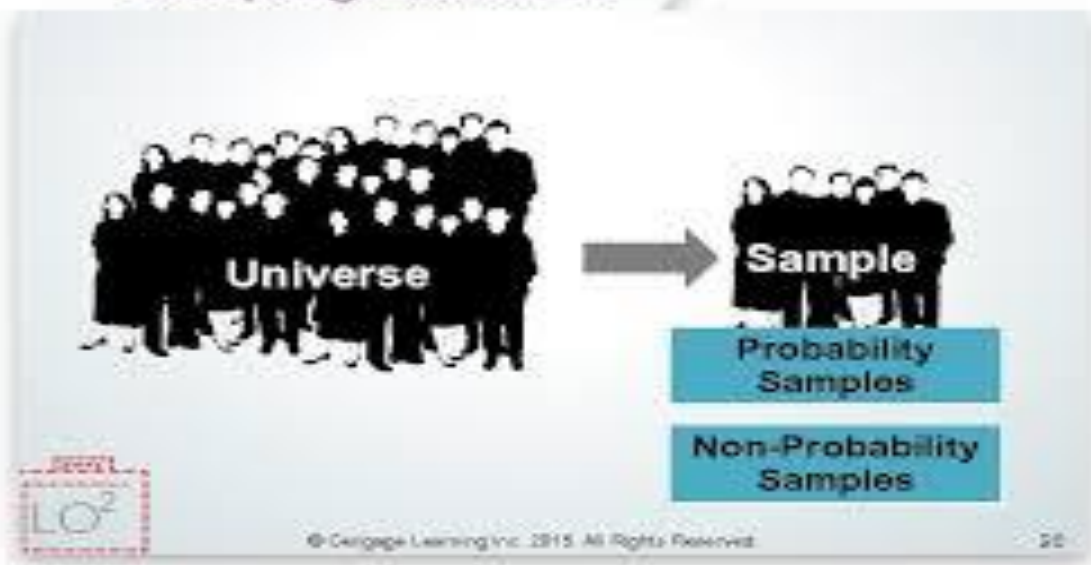 Universe
Sample
Probability
Samples
Non-Probability
Samples
LO2
© Cengage Learning Inc. 2015. All Rights Reserved.